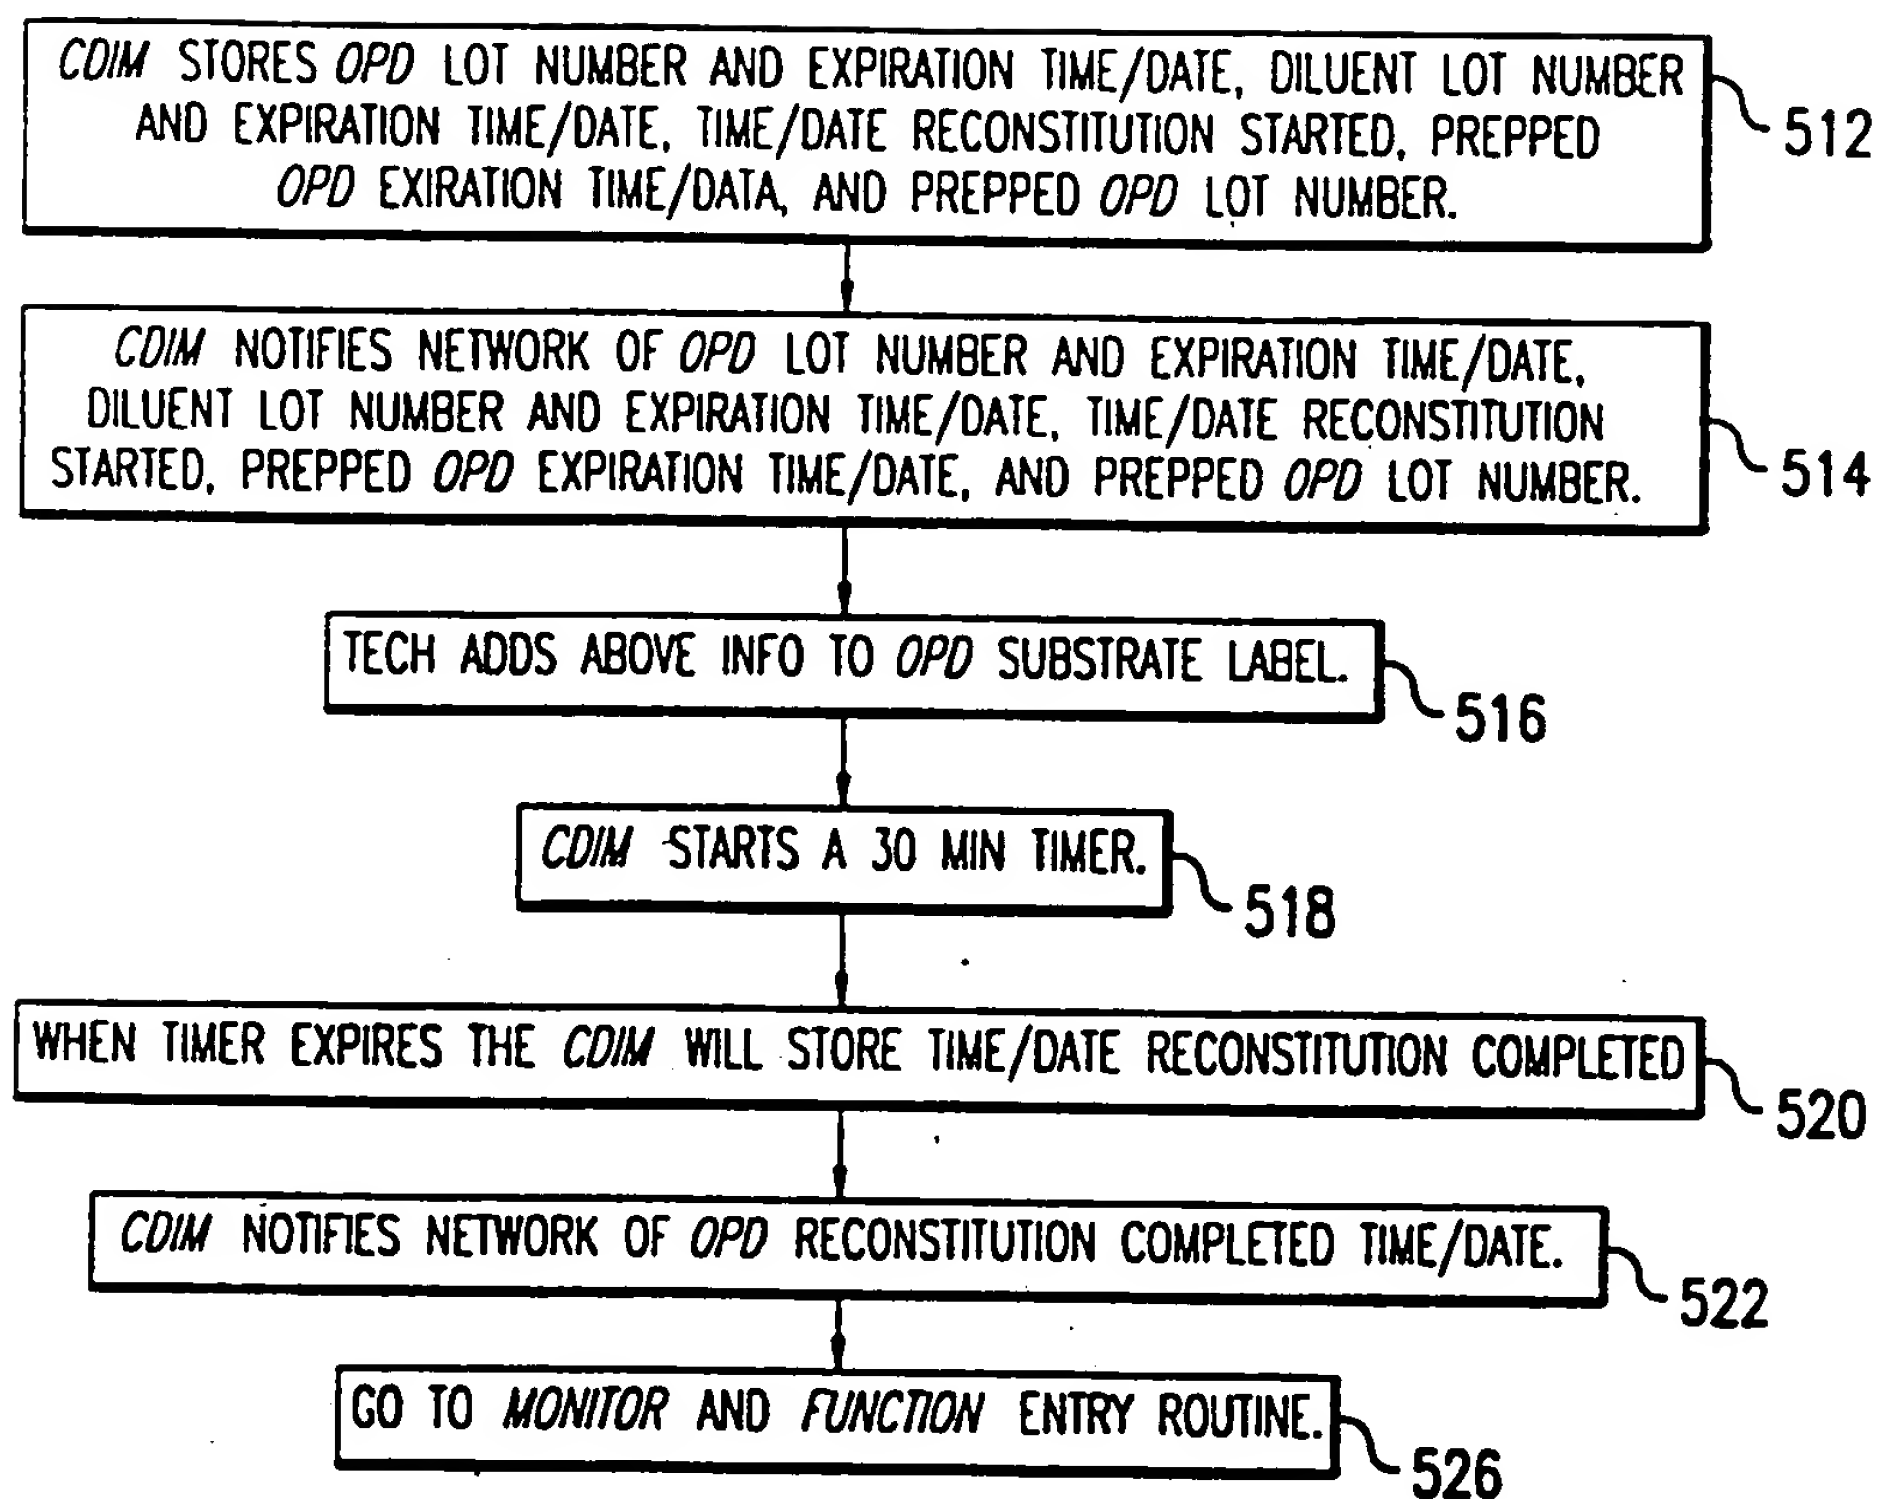 CDIM STORES OPD LOT NUMBER AND EXPIRATION TIME/DATE, DILUENT LOT NUMBER
AND EXPIRATION TIME/DATE, TIME/DATE RECONSTITUTION STARTED, PREPPED
OPD EXIRATION TIME/DATA, AND PREPPED OPD LOT NUMBER.
512
CDIM NOTIFIES NETWORK OF OPD LOT NUMBER AND EXPIRATION TIME/DATE,
DILUENT LOT NUMBER AND EXPIRATION TIME/DATE, TIME/DATE RECONSTITUTION
STARTED, PREPPED OPD EXPIRATION TIME/DATE, AND PREPPED OPD LOT NUMBER.
514
TECH ADDS ABOVE INFO TO OPD SUBSTRATE LABEL.
516
CDIM STARTS A 30 MIN TIMER.
518
WHEN TIMER EXPIRES THE CDIM WILL STORE TIME/DATE RECONSTITUTION COMPLETED
520
CDIM NOTIFIES NETWORK OF OPD RECONSTITUTION COMPLETED TIME/DATE.
522
GO TO MONITOR AND FUNCTION ENTRY ROUTINE.
526